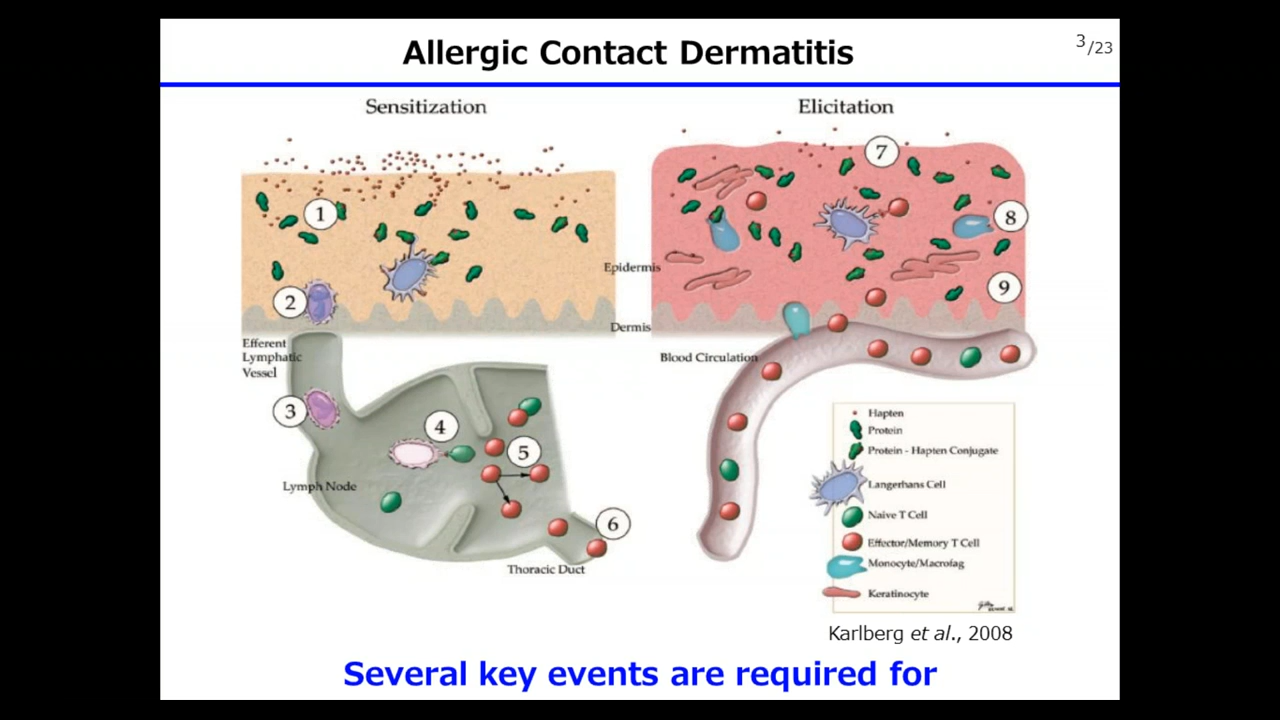 Allergic Contact Dermatitis
3/23
Sensitization
Elicitation
1
7
8
Epidermis
2
9
Dermis
Efferent
Lymphatic
Vessel
Blood Circulation
3
4
5
Lymph Node
6
Thoracic Duct
Hapten
Protein
Protein - Hapten Conjugate
Langerhans Cell
Naive T Cell
Effector/Memory T Cell
Monocyte/Macrofag
Keratinocyte
Karlberg et al., 2008
Several key events are required for